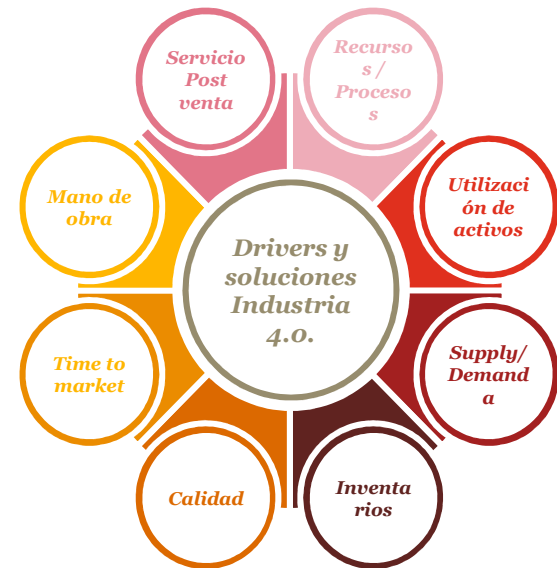 Servicio
Post
venta
Recurso
s /
Proceso
s
Mano de
obra
Utilizaci
ón de
activos
Drivers y
soluciones
Industria
4.0.
Time to
market
Supply/
Demand
a
Calidad
Inventa
rios